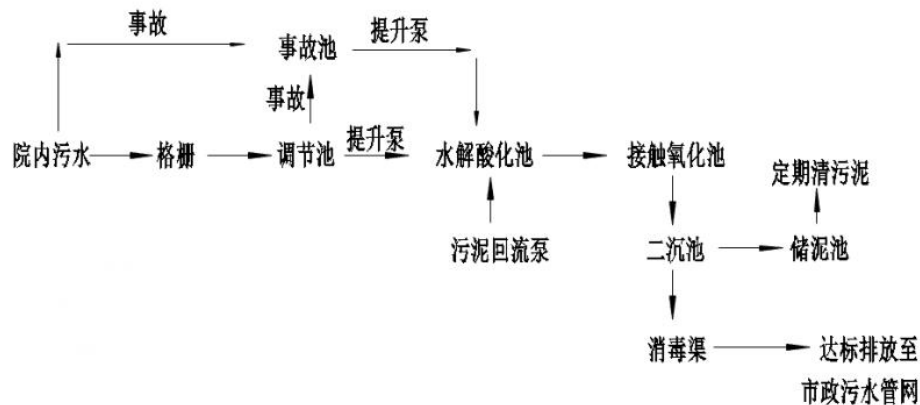 事故
事故池
提升泵
事故
院内污水
格栅
调节池
提升泵
水解酸化池
接触氧化池
定期清污泥
污泥回流泵
二沉池
储泥池
消毒渠
达标排放至
市政污水管网